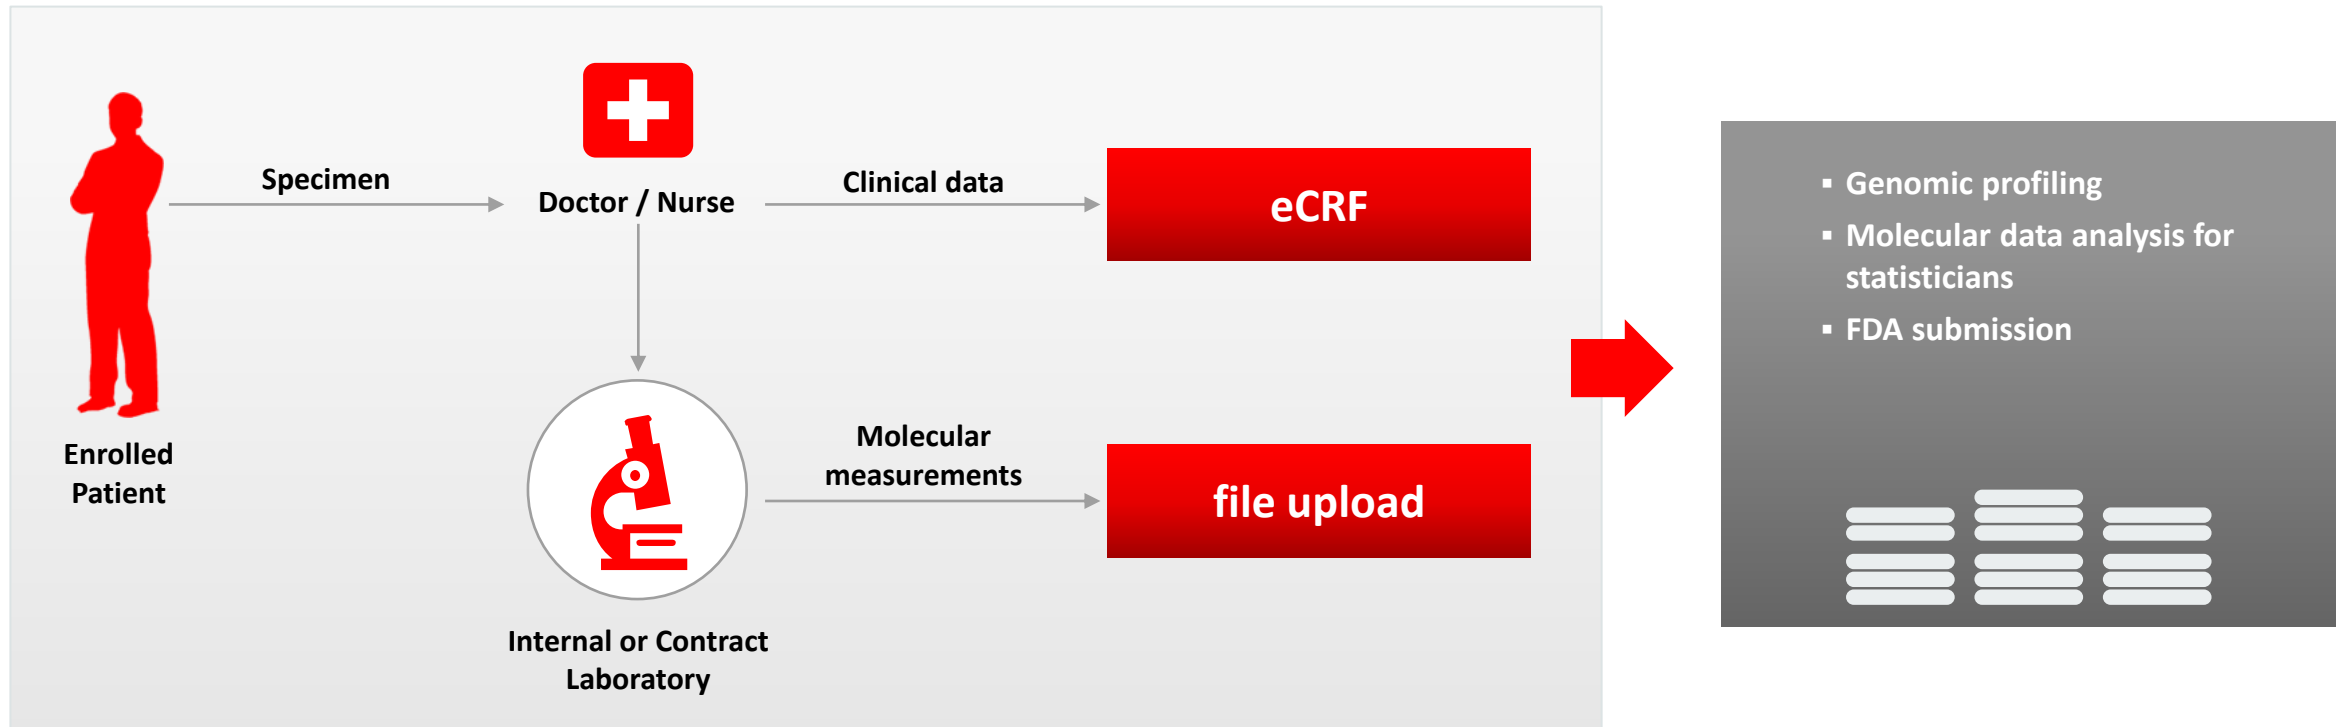 Specimen
Doctor / Nurse
Clinical data
eCRF
Enrolled
Patient
Molecular
measurements
file upload
Internal or Contract
Laboratory
▪ Genomic profiling
▪ Molecular data analysis for
statisticians
▪ FDA submission